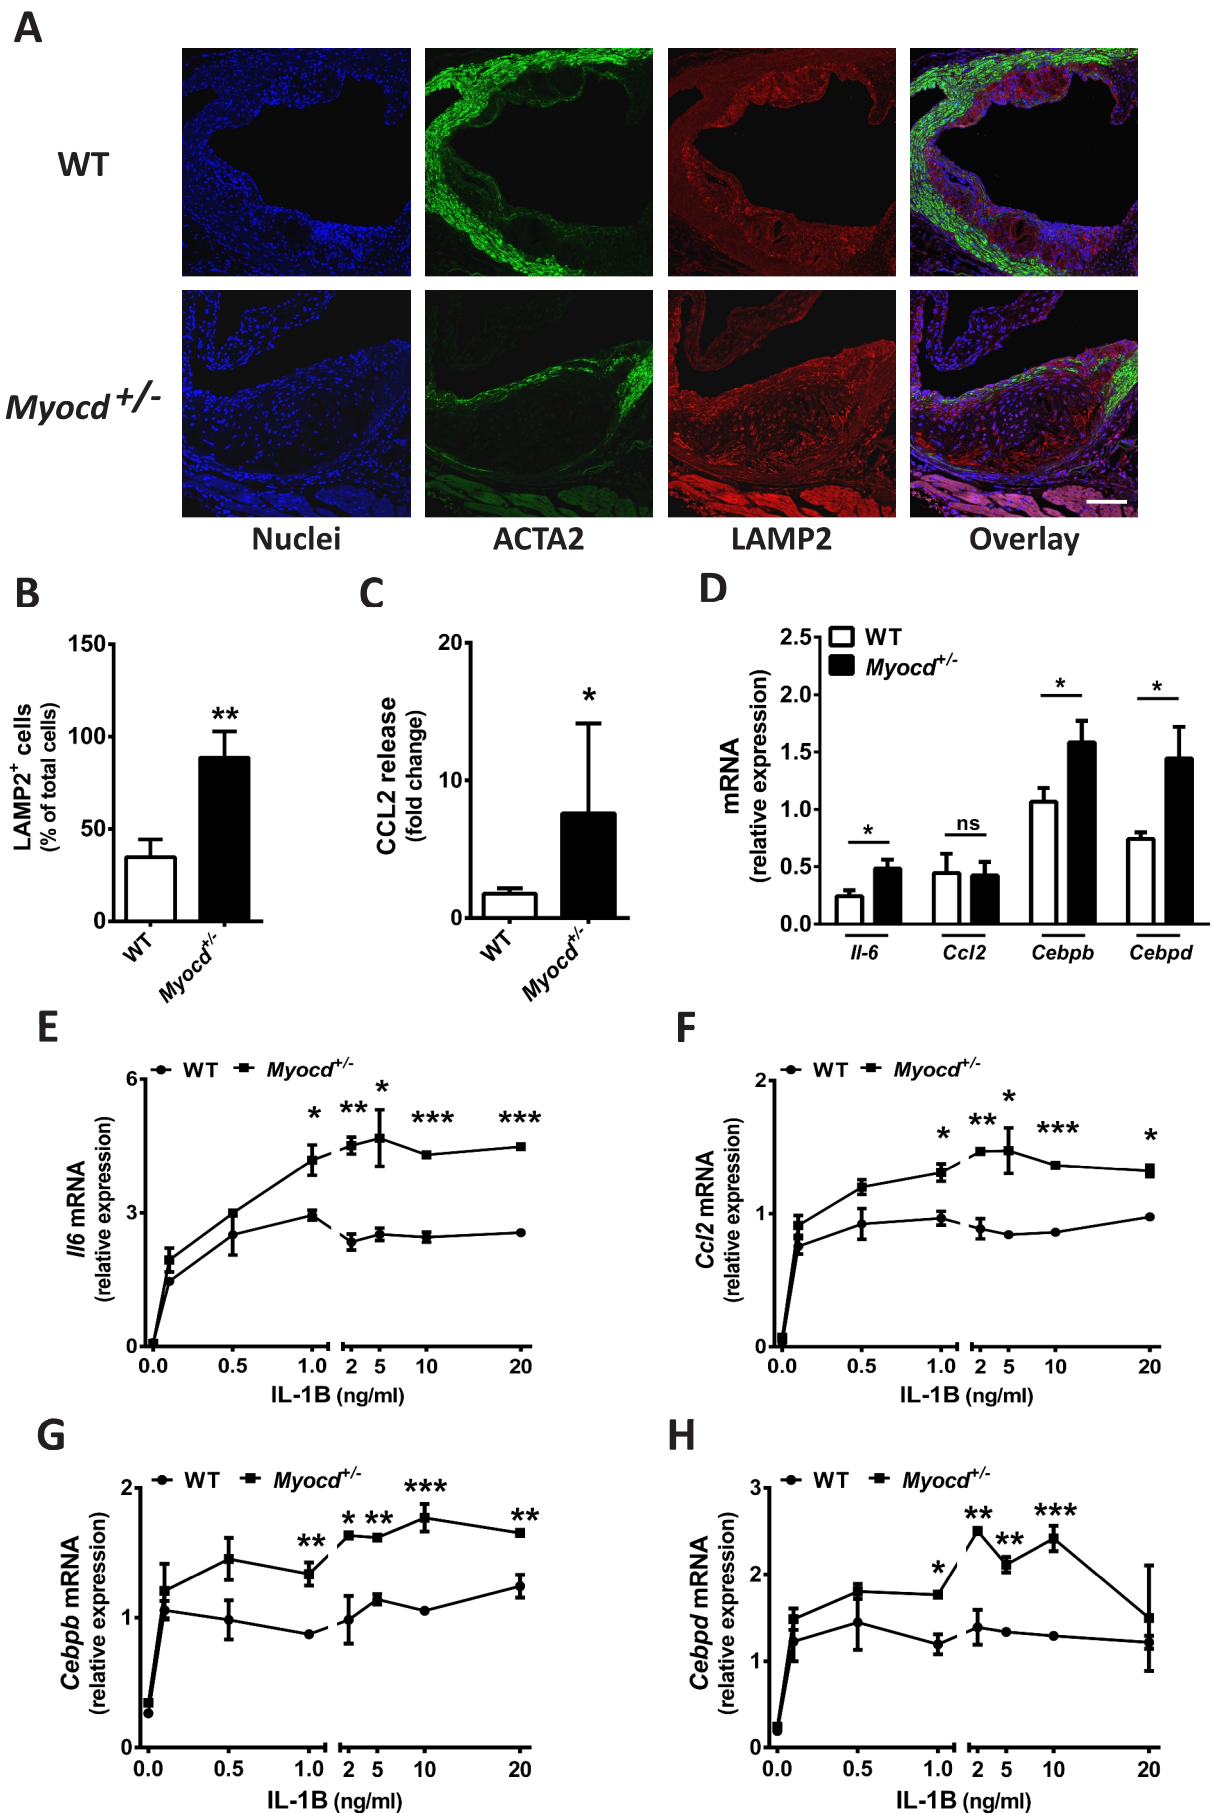 A
WT
Myocd +/-
Nuclei ACTA2 LAMP2 Overlay
B
LAMP2+ cells
(% of total cells)
150
100
50
0
**
WT
Myocd+/-
C
CCL2 release
(fold change)
20
10
0
*
WT
Myocd+/-
D
mRNA
(relative expression)
2.5
2.0
1.5
1.0
0.5
0.0
WT
Myocd+/-
* ns * *
Il-6 Ccl2 Cebpb Cebpd
E
WT Myocd+/-
Il6 mRNA
(relative expression)
6
3
0
* ** * *** ***
0.0 0.5 1.0 2 5 10 20
IL-1B (ng/ml)
F
WT Myocd+/-
Ccl2 mRNA
(relative expression)
2
1
0
* ** * *** *
0.0 0.5 1.0 2 5 10 20
IL-1B (ng/ml)
G
WT Myocd+/-
Cebpb mRNA
(relative expression)
2
1
0
** * ** *** **
0.0 0.5 1.0 2 5 10 20
IL-1B (ng/ml)
H
WT Myocd+/-
Cebpd mRNA
(relative expression)
3
2
1
0
* ** ** ***
0.0 0.5 1.0 2 5 10 20
IL-1B (ng/ml)